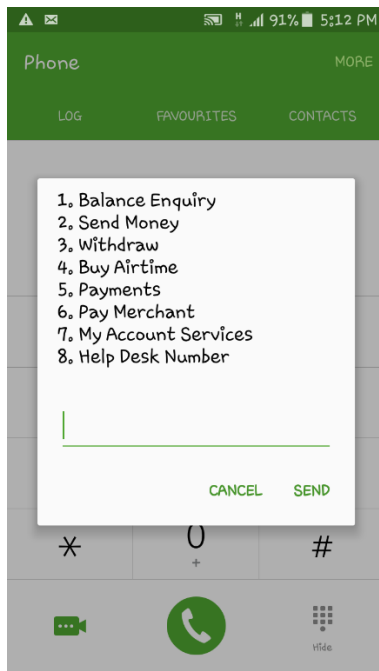 91% 5:12 PM
Phone
MORE
LOG
FAVOURITES
CONTACTS
1. Balance Enquiry
2. Send Money
3. Withdraw
4. Buy Airtime
5. Payments
6. Pay Merchant
7. My Account Services
8. Help Desk Number
CANCEL
SEND
* 0 #
+
Hide